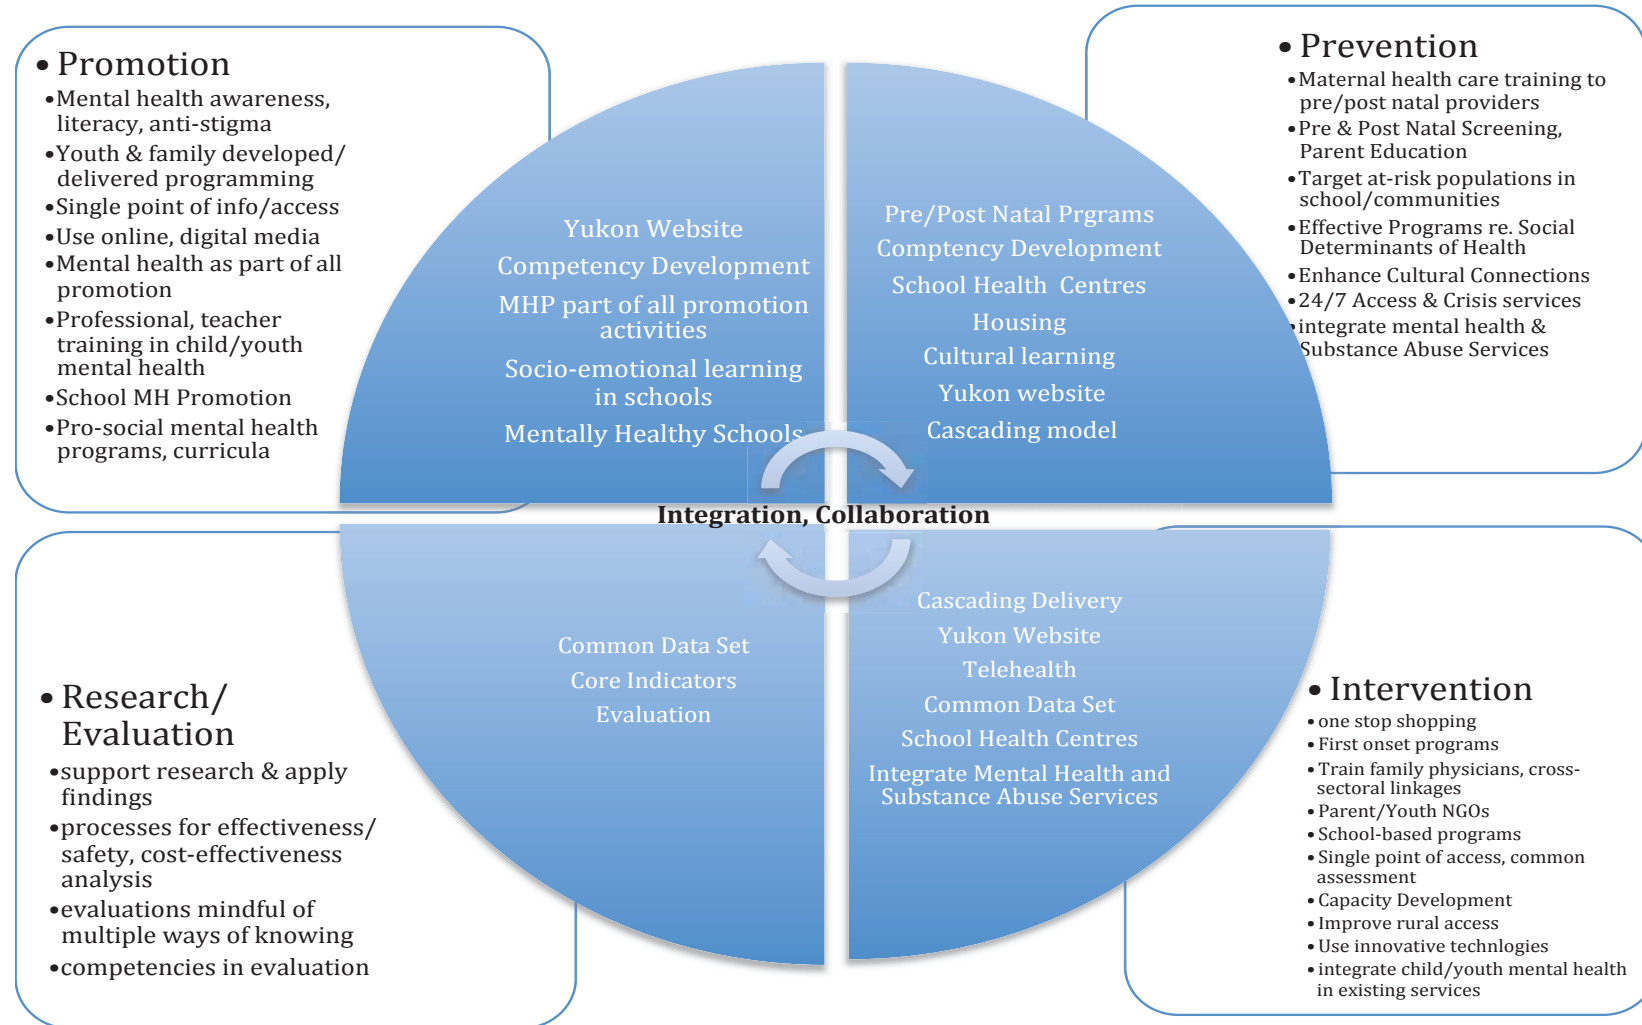 • Promotion
•Mental health awareness,
literacy, anti-stigma
•Youth & family developed/
delivered programming
•Single point of info/access
•Use online, digital media
•Mental health as part of all
promotion
•Professional, teacher
training in child/youth
mental health
•School MH Promotion
•Pro-social mental health
programs, curricula
Yukon Website
Competency Development
MHP part of all promotion
activities
Socio-emotional learning
in schools
Mentally Healthy Schools
Pre/Post Natal Prgrams
Comptency Development
School Health Centres
Housing
Cultural learning
Yukon website
Cascading model
• Prevention
•Maternal health care training to
pre/post natal providers
•Pre & Post Natal Screening,
Parent Education
•Target at-risk populations in
school/communities
•Effective Programs re. Social
Determinants of Health
•Enhance Cultural Connections
•24/7 Access & Crisis services
•integrate mental health &
Substance Abuse Services
Integration, Collaboration
• Research/
Evaluation
•support research & apply
findings
•processes for effectiveness/
safety, cost-effectiveness
analysis
•evaluations mindful of
multiple ways of knowing
•competencies in evaluation
Common Data Set
Core Indicators
Evaluation
Cascading Delivery
Yukon Website
Telehealth
Common Data Set
School Health Centres
Integrate Mental Health and
Substance Abuse Services
• Intervention
• one stop shopping
• First onset programs
• Train family physicians, cross-
sectoral linkages
• Parent/Youth NGOs
• School-based programs
• Single point of access, common
assessment
• Capacity Development
• Improve rural access
• Use innovative technlogies
• integrate child/youth mental health
in existing services